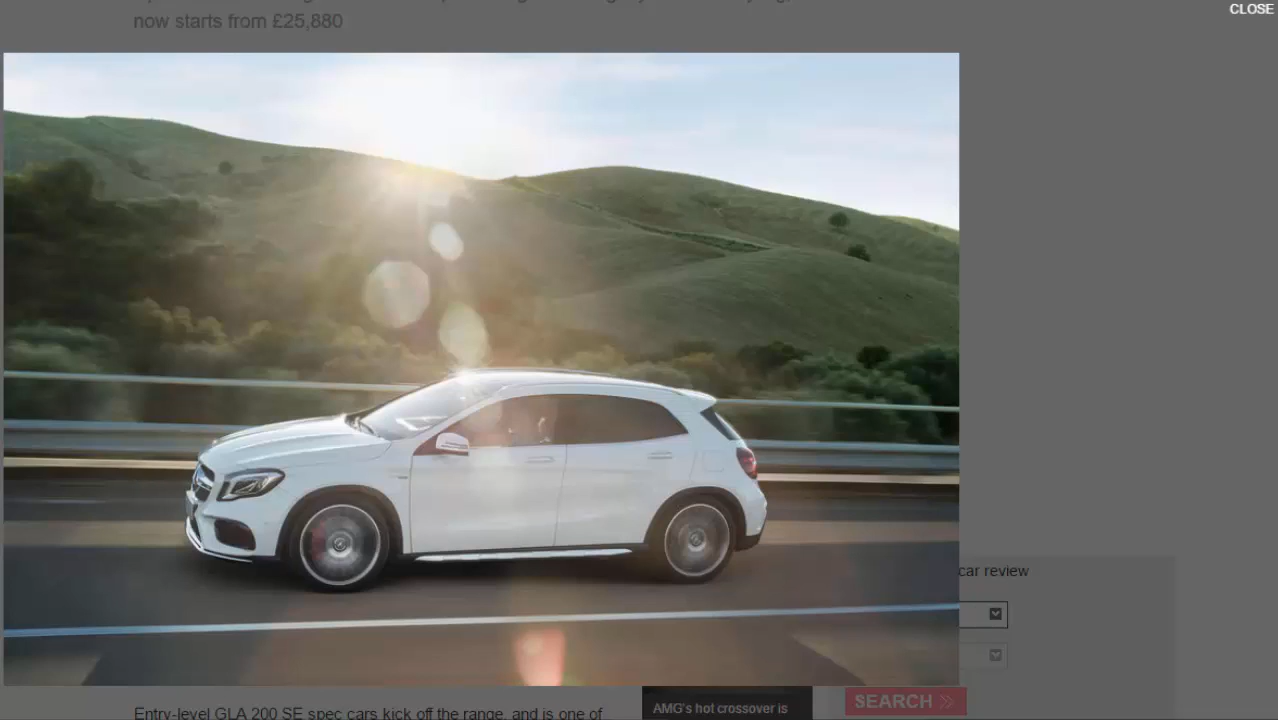 CLOSE
now starts from £25,880
car review
SEARCH
AMG's hot crossover is
Entry-level GLA 200 SE spec cars kick off the range, and is one of